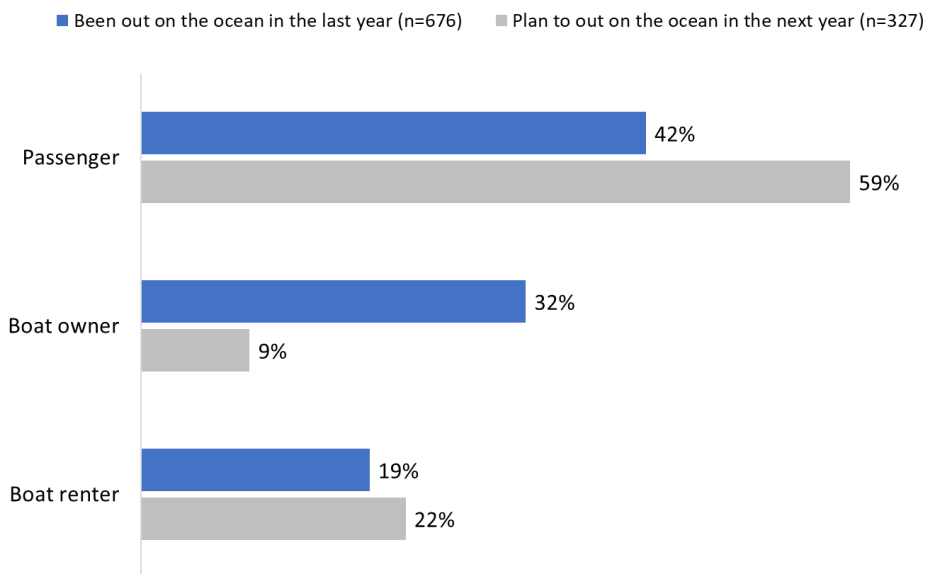 Been out on the ocean in the last year (n=676) Plan to out on the ocean in the next year (n=327)
Passenger
42%
59%
Boat owner
32%
9%
Boat renter
19%
22%